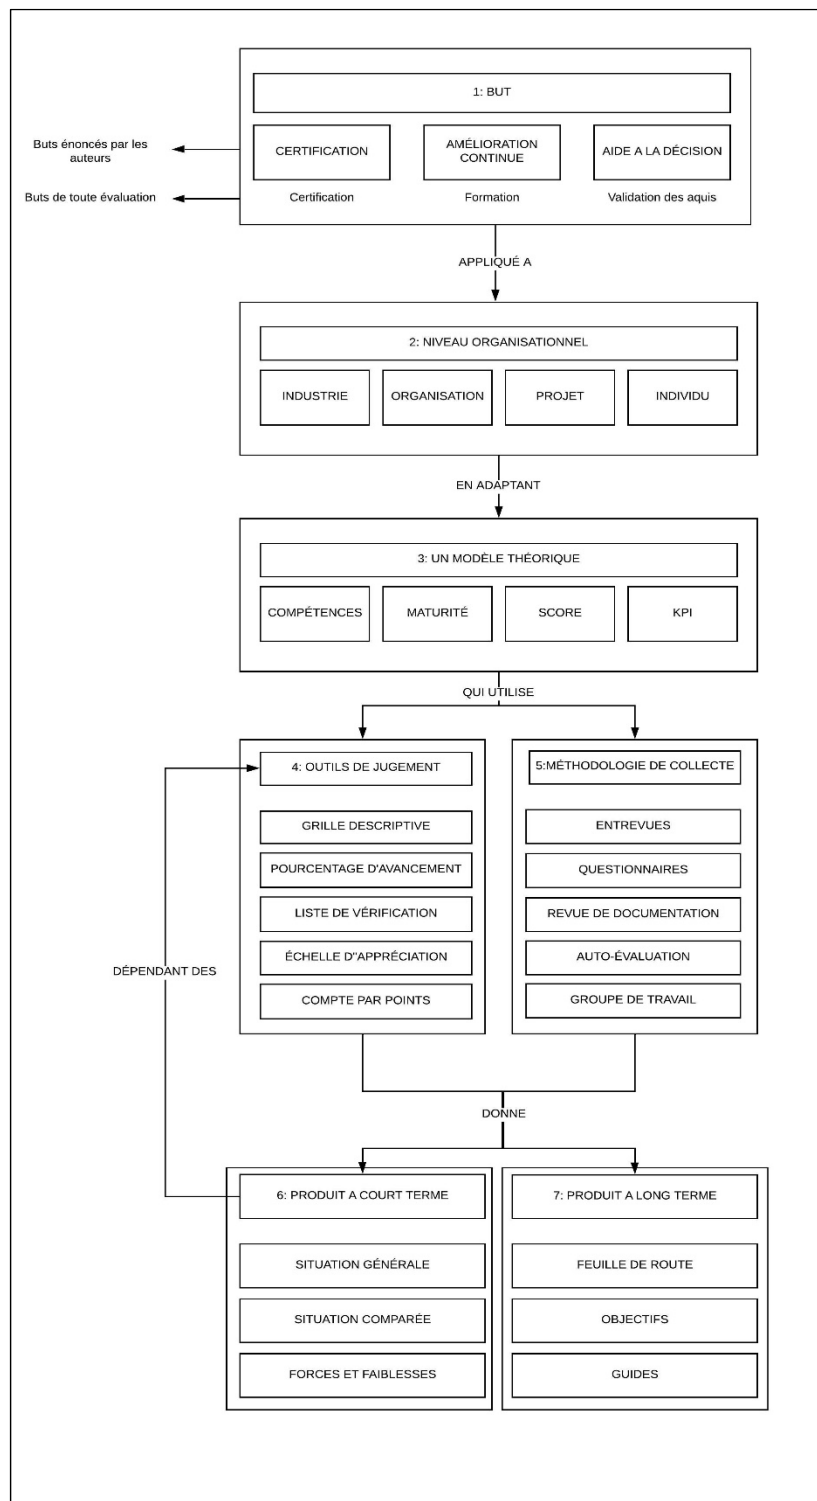 1: BUT
Buts énoncés par les
auteurs
CERTIFICATION
AMÉLIORATION
CONTINUE
AIDE A LA DÉCISION
Buts de toute évaluation
Certification
Formation
Validation des aquis
APPLIQUÉ A
2: NIVEAU ORGANISATIONNEL
INDUSTRIE
ORGANISATION
PROJET
INDIVIDU
EN ADAPTANT
3: UN MODÈLE THÉORIQUE
COMPÉTENCES
MATURITÉ
SCORE
KPI
QUI UTILISE
4: OUTILS DE JUGEMENT
GRILLE DESCRIPTIVE
POURCENTAGE D'AVANCEMENT
LISTE DE VÉRIFICATION
ÉCHELLE D"APPRÉCIATION
COMPTE PAR POINTS
5:MÉTHODOLOGIE DE COLLECTE
ENTREVUES
QUESTIONNAIRES
REVUE DE DOCUMENTATION
AUTO-ÉVALUATION
GROUPE DE TRAVAIL
DÉPENDANT DES
DONNE
6: PRODUIT A COURT TERME
SITUATION GÉNÉRALE
SITUATION COMPARÉE
FORCES ET FAIBLESSES
7: PRODUIT A LONG TERME
FEUILLE DE ROUTE
OBJECTIFS
GUIDES